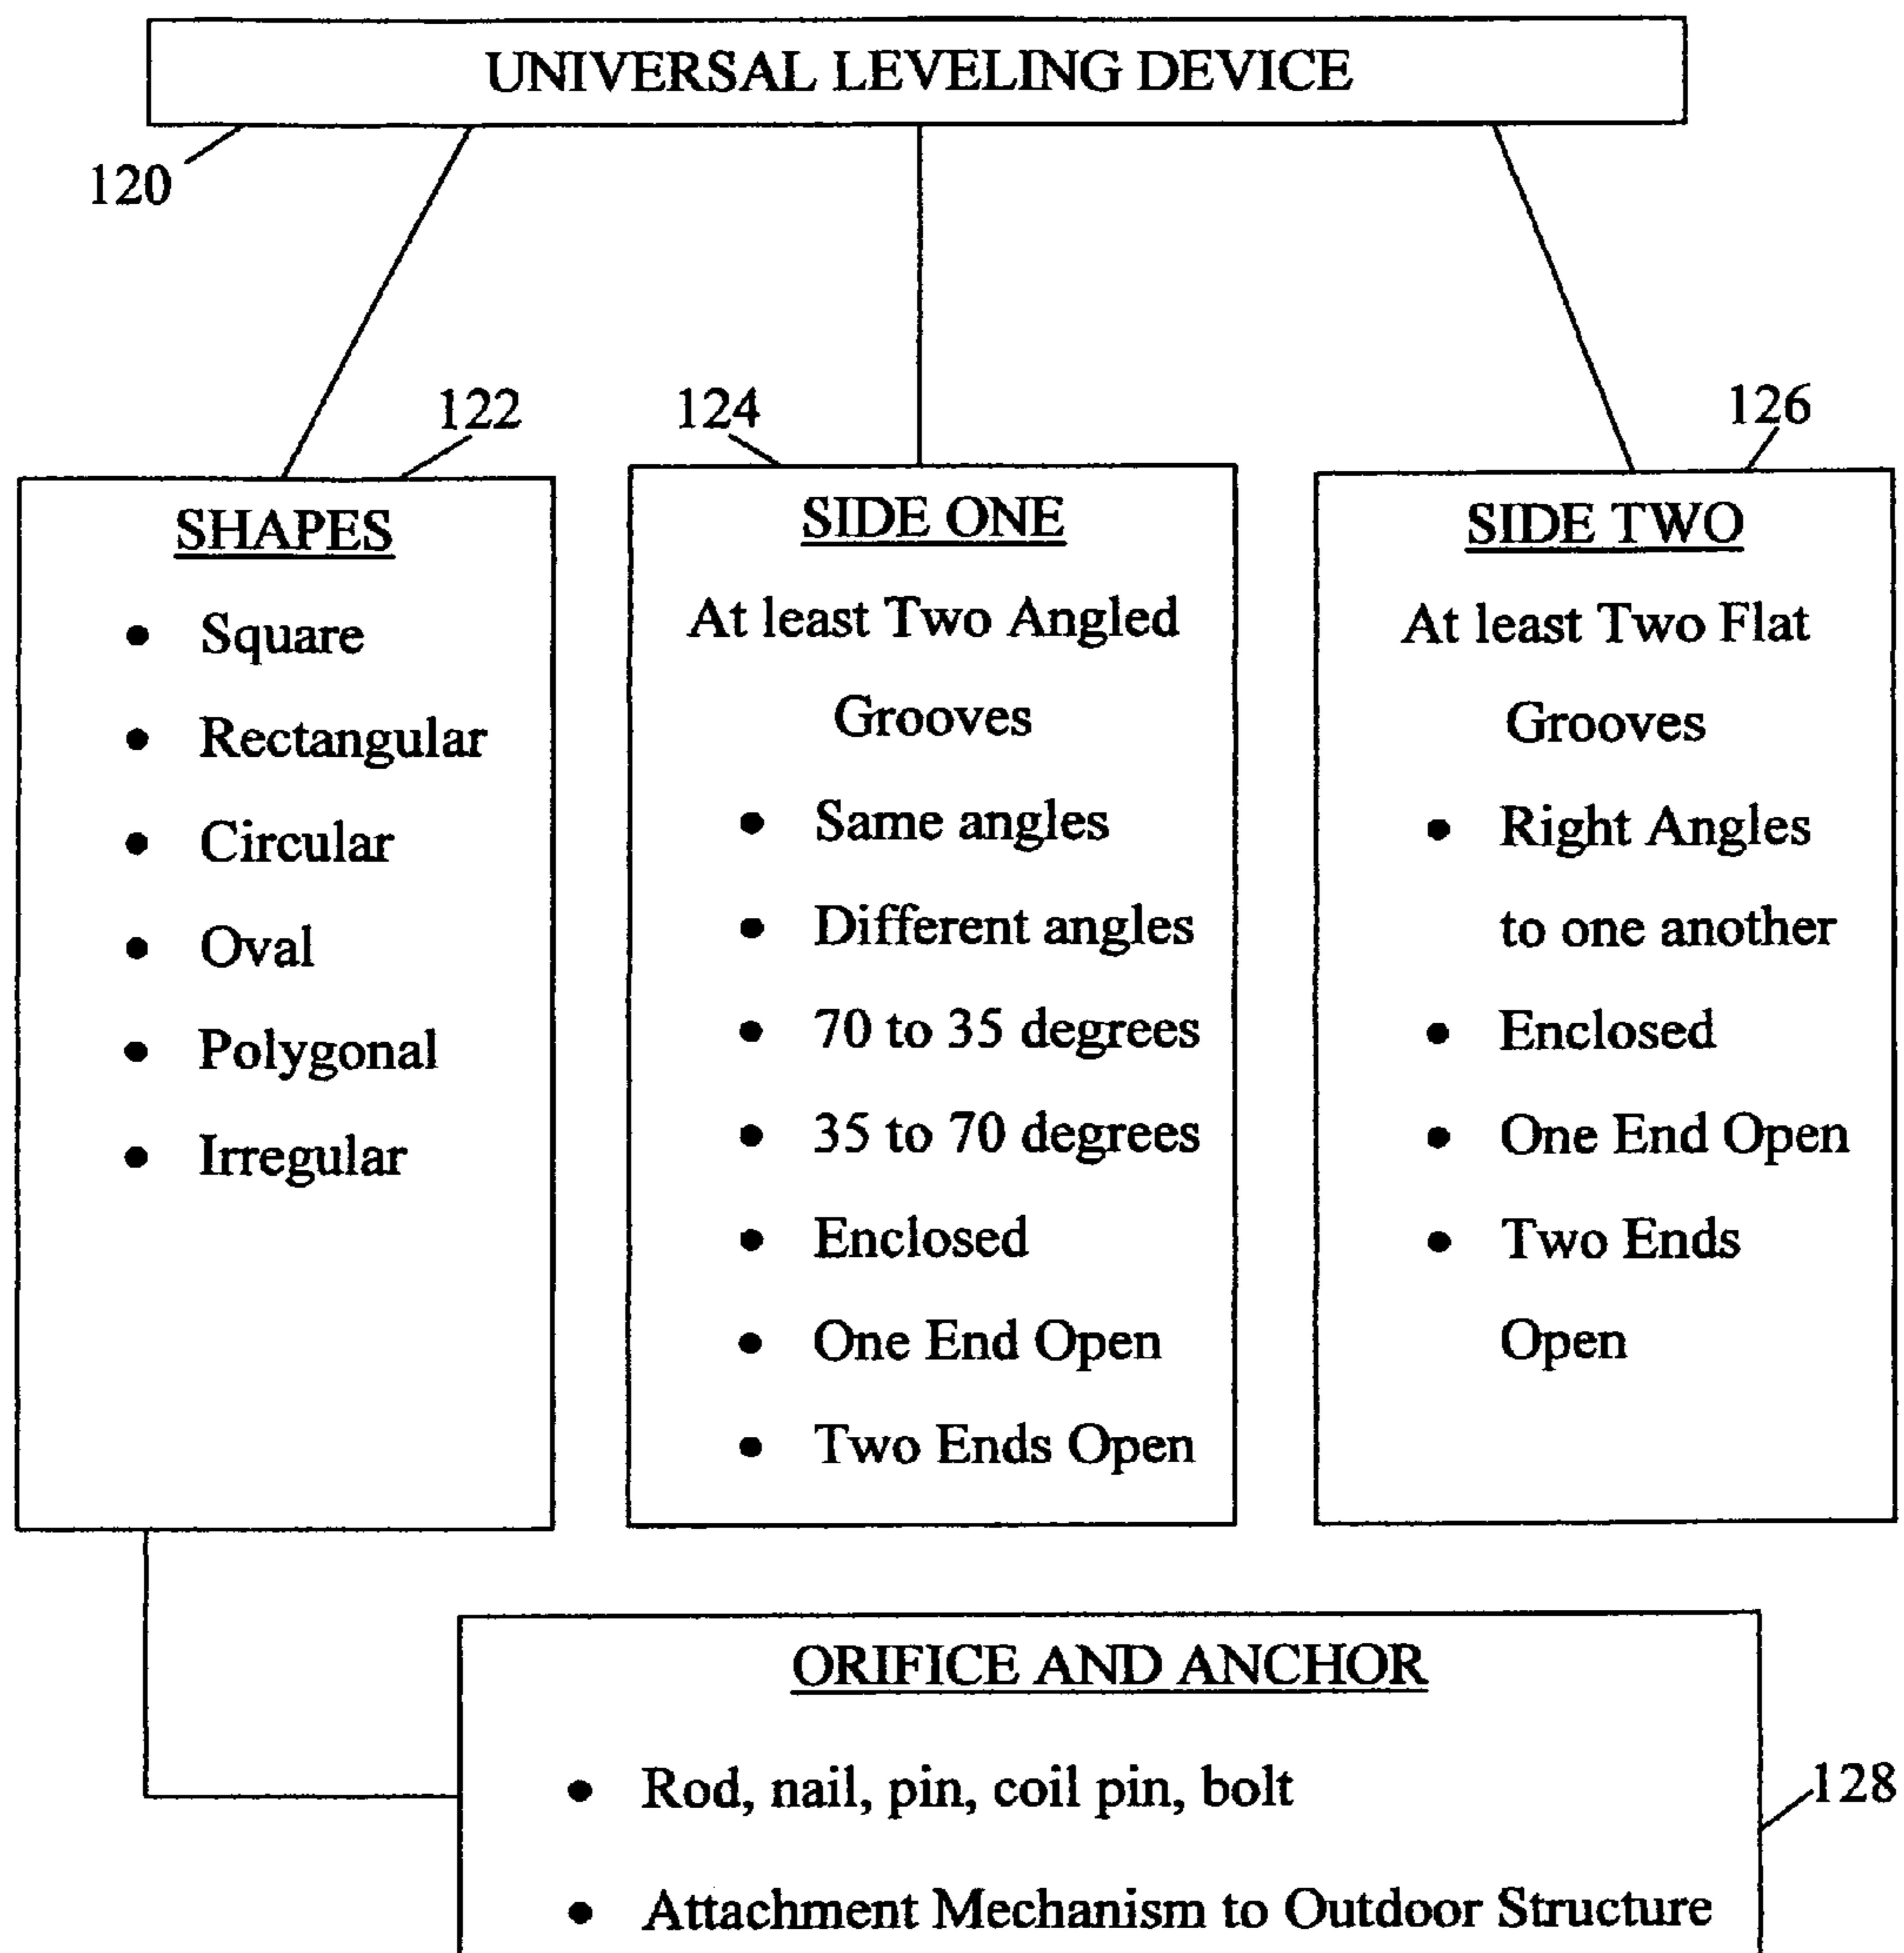 UNIVERSAL LEVELING DEVICE
120
122
SHAPES
• Square
• Rectangular
• Circular
• Oval
• Polygonal
• Irregular
124
SIDE ONE
At least Two Angled
Grooves
• Same angles
• Different angles
• 70 to 35 degrees
• 35 to 70 degrees
• Enclosed
• One End Open
• Two Ends Open
126
SIDE TWO
At least Two Flat
Grooves
• Right Angles
to one another
• Enclosed
• One End Open
• Two Ends
Open
ORIFICE AND ANCHOR
• Rod, nail, pin, coil pin, bolt
128
• Attachment Mechanism to Outdoor Structure